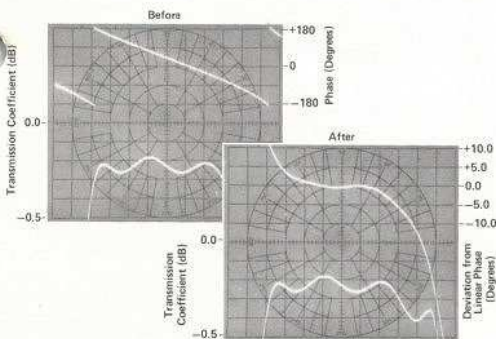 Before
Transmission Coefficient (dB)
0.0
-0.5
+180
0
-180
Phase (Degrees)
After
Transmission
Coefficient (dB)
0.0
-0.5
+10.0
+5.0
0.0
-5.0
-10.0
Deviation from
Linear Phase
(Degrees)